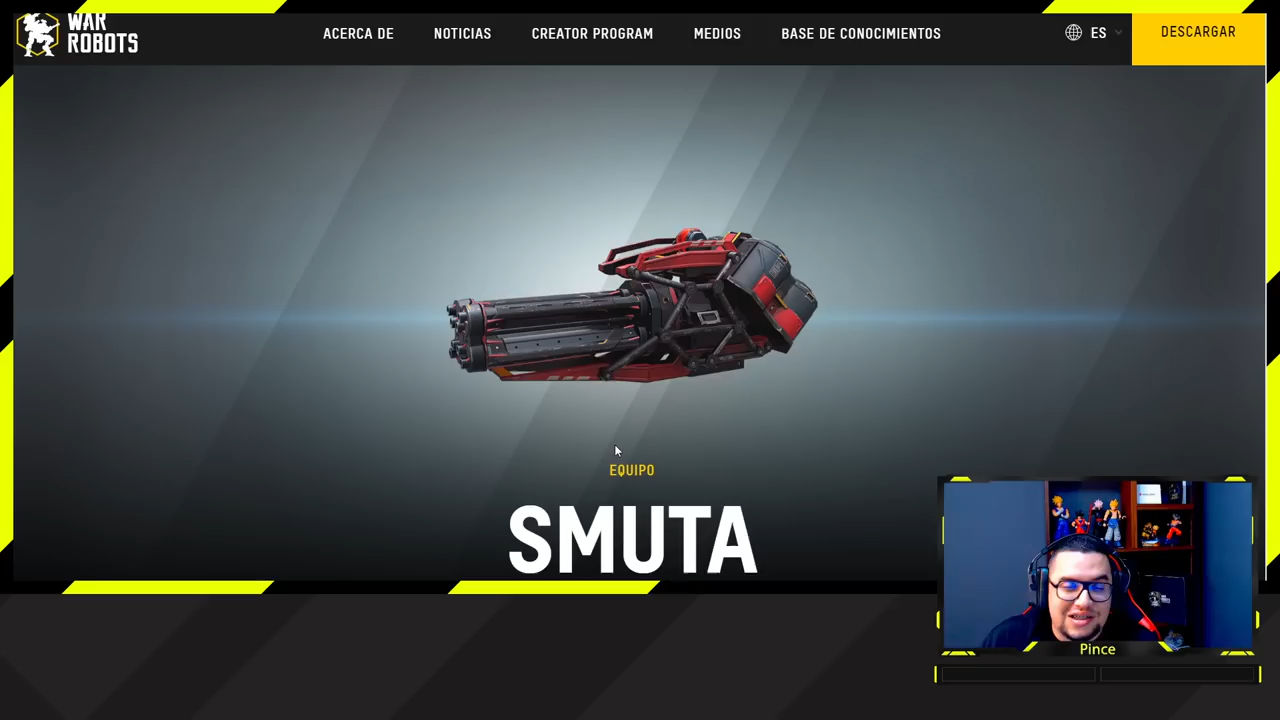 WAR
ROBOTS
ACERCA DE
NOTICIAS
CREATOR PROGRAM
MEDIOS
BASE DE CONOCIMIENTOS
ES
DESCARGAR
EQUIPO
SMUTA
Pince